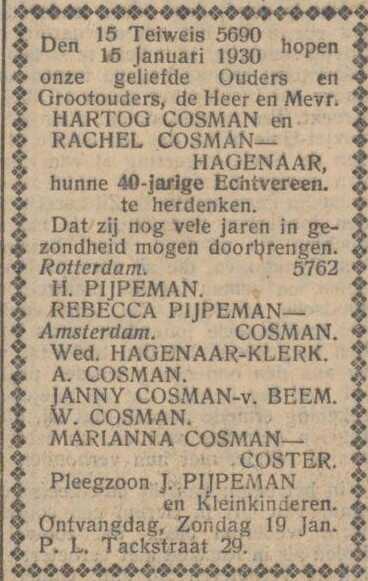 Den 15 Teiweis 5690 hopen
15 Januari 1930
onze geliefde Ouders en
Grootouders, de Heer en Mevr.
HARTOG COSMAN en
RACHEL COSMAN—
HAGENAAR,
hunne 40-jarige Echtvereen.
te herdenken.
Dat zij nog vele jaren in ge-
zondheid mogen doorbrengen.
Rotterdam. 5762
H. PIJPEMAN.
REBECCA PIJPEMAN—
Amsterdam. COSMAN.
Wed. HAGENAAR-KLERK.
A. COSMAN.
JANNY COSMAN-v. BEEM.
W. COSMAN.
MARIANNA COSMAN—
COSTER.
Pleegzoon J. PIJPEMAN
en Kleinkinderen.
Ontvangdag, Zondag 19 Jan.
P. L. Tackstraat 29.